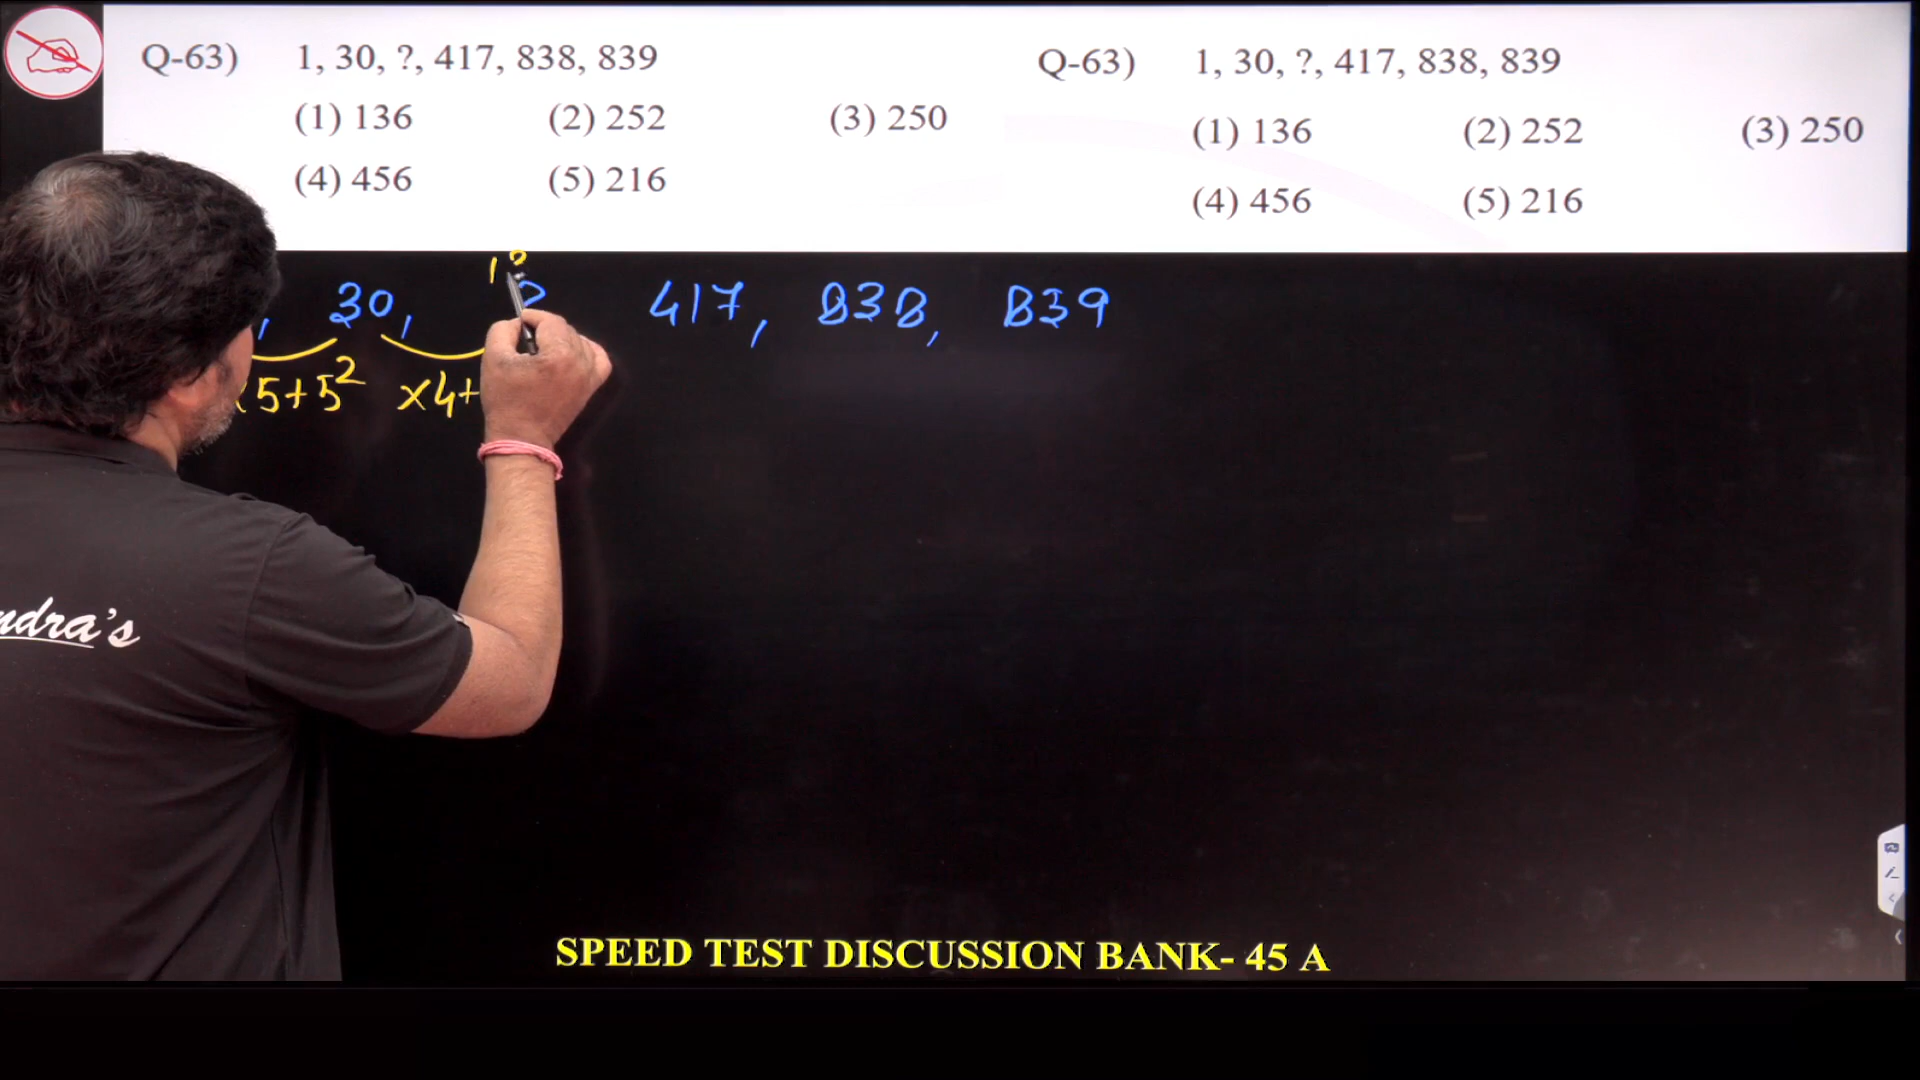 Q-63) 1, 30, ?, 417, 838, 839
(1) 136 (2) 252 (3) 250
(4) 456 (5) 216
Q-63) 1, 30, ?, 417, 838, 839
(1) 136 (2) 252 (3) 250
(4) 456 (5) 216
, 30, 417, 838, 839
5+5² ×4+
ndra's
SPEED TEST DISCUSSION BANK- 45 A